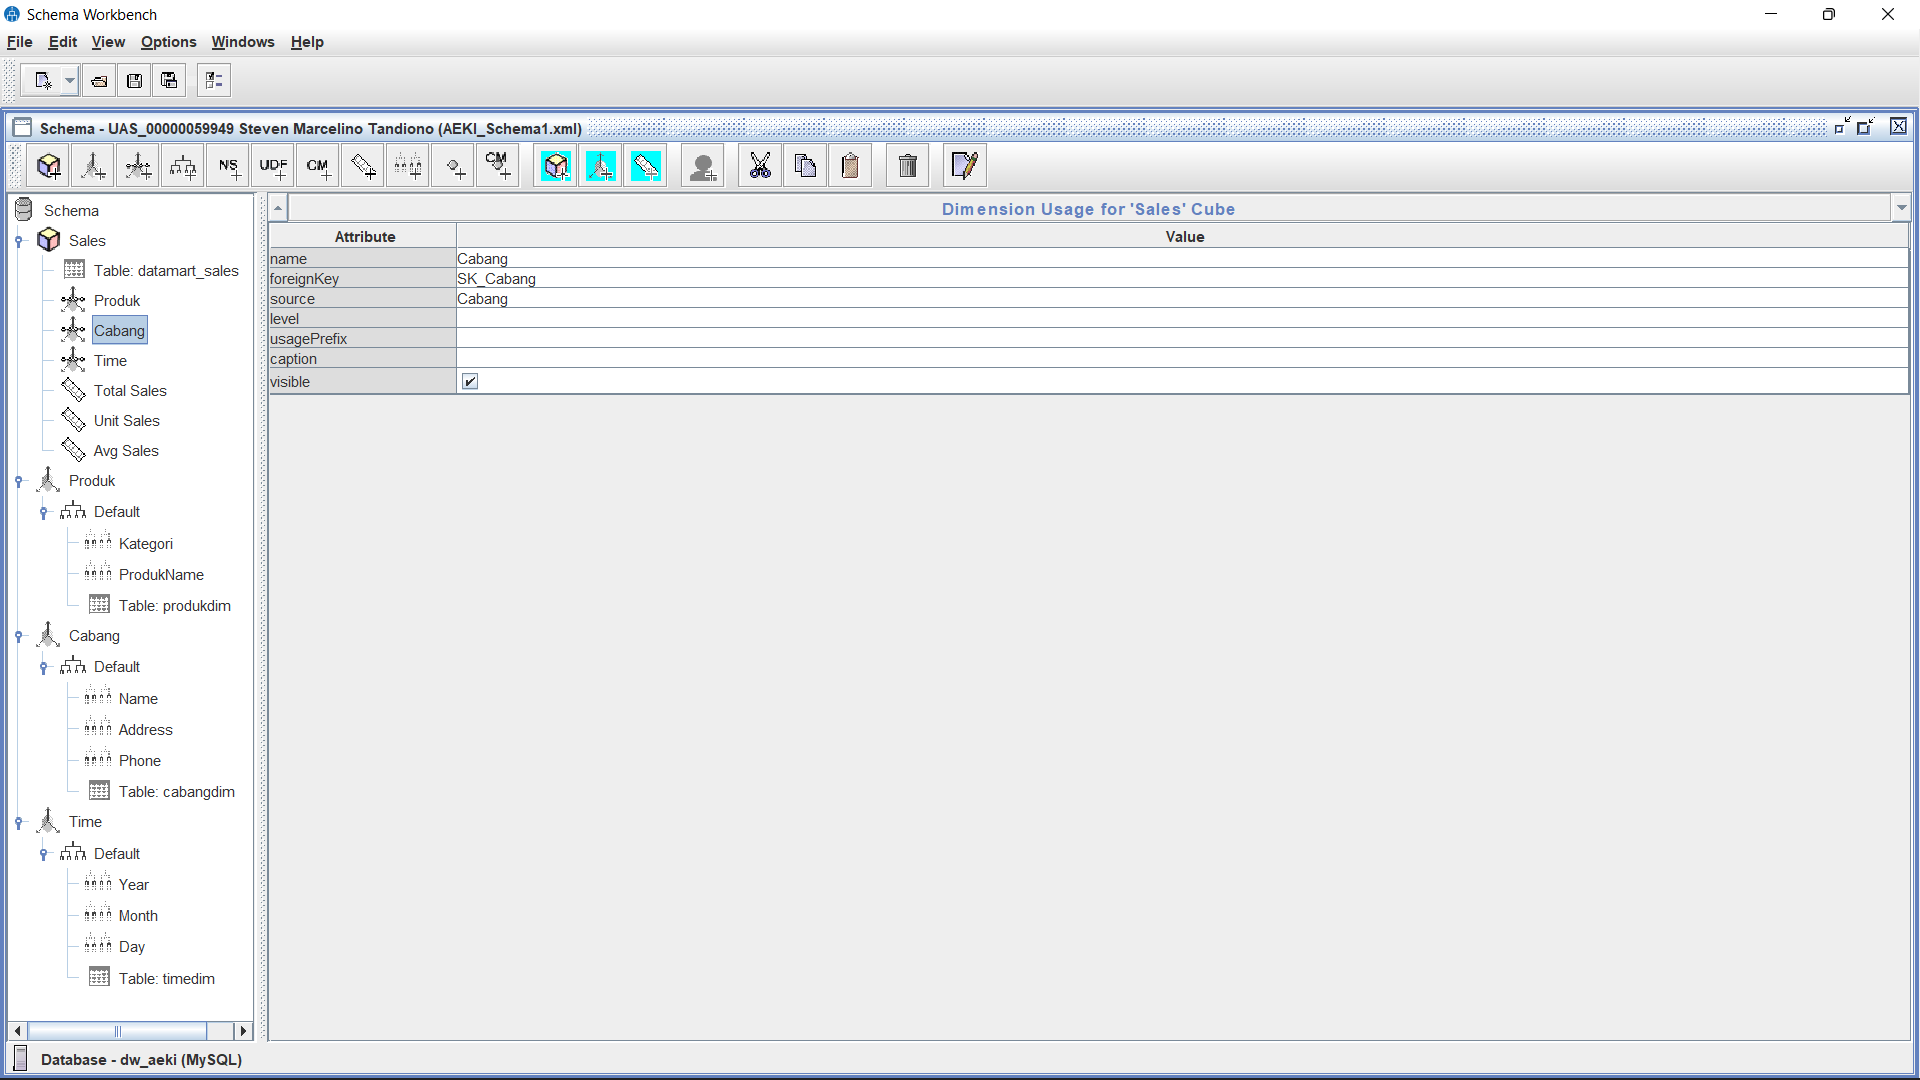 Schema Workbench
File Edit View Options Windows Help
Schema - UAS_00000059949 Steven Marcelino Tandiono (AEKI_Schema1.xml)
NS UDF CM CM
Schema
Sales
Table: datamart_sales
Produk
Cabang
Time
Total Sales
Unit Sales
Avg Sales
Produk
Default
Kategori
ProdukName
Table: produkdim
Cabang
Default
Name
Address
Phone
Table: cabangdim
Time
Default
Year
Month
Day
Table: timedim
Dimension Usage for 'Sales' Cube
Attribute Value
name Cabang
foreignKey SK_Cabang
source Cabang
level
usagePrefix
caption
visible
Database - dw_aeki (MySQL)